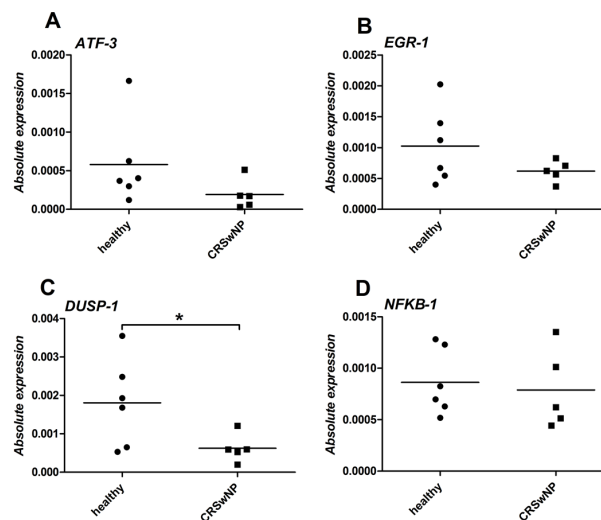 A
ATF-3
Absolute expression
0.0020
0.0015
0.0010
0.0005
0.0000
healthy
CRSwNP
B
EGR-1
Absolute expression
0.0025
0.0020
0.0015
0.0010
0.0005
0.0000
healthy
CRSwNP
C
DUSP-1
Absolute expression
0.004
0.003
0.002
0.001
0.000
*
healthy
CRSwNP
D
NFKB-1
Absolute expression
0.0015
0.0010
0.0005
0.0000
healthy
CRSwNP